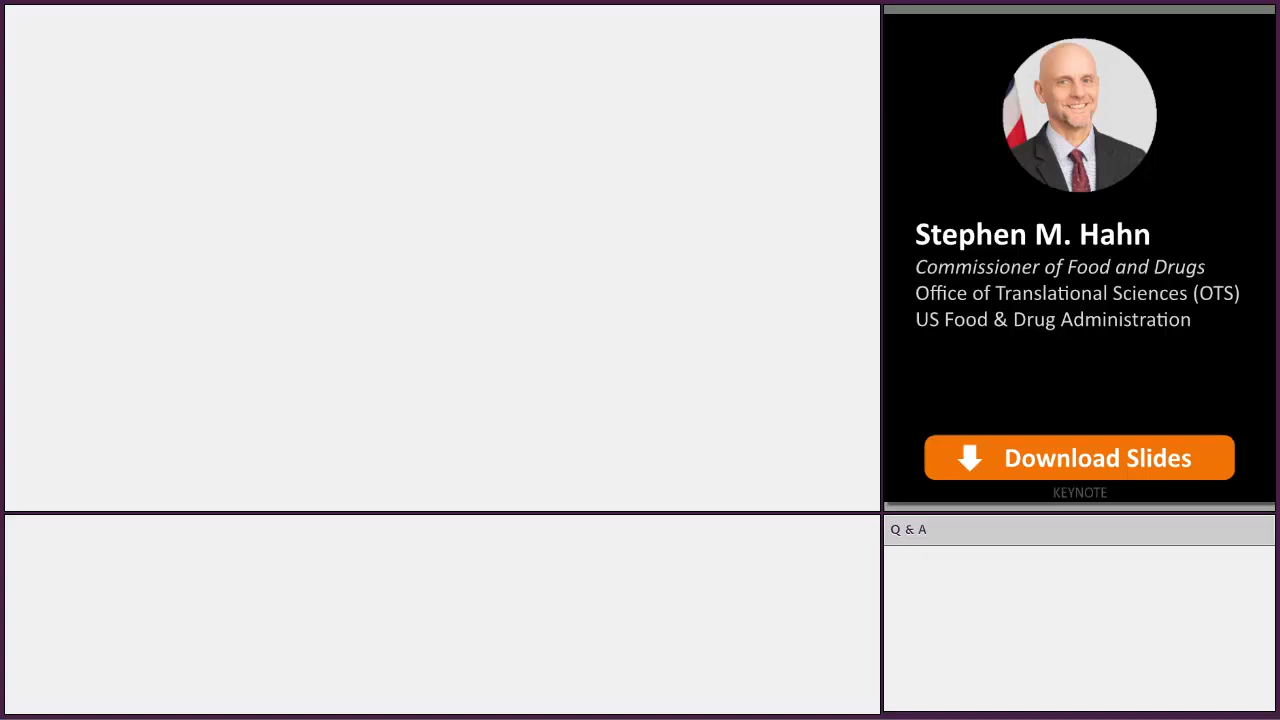 Stephen M. Hahn
Commissioner of Food and Drugs
Office of Translational Sciences (OTS)
US Food & Drug Administration
Download Slides
KEYNOTE
Q & A